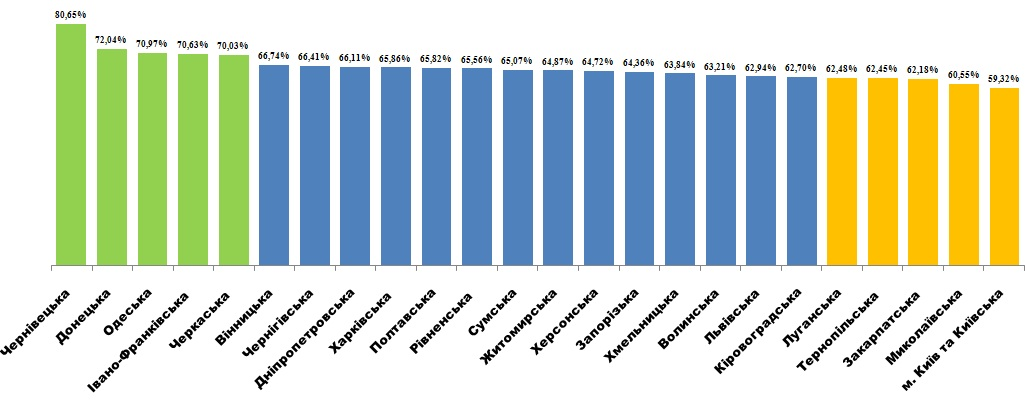 80,65%
72,04%
70,97%
70,63%
70,03%
66,74%
66,41%
66,11%
65,86%
65,82%
65,56%
65,07%
64,87%
64,72%
64,36%
63,84%
63,21%
62,94%
62,70%
62,48%
62,45%
62,18%
60,55%
59,32%
Чернівецька
Донецька
Одеська
Івано-Франківська
Черкаська
Вінницька
Чернігівська
Дніпропетровська
Харківська
Полтавська
Рівненська
Сумська
Житомирська
Херсонська
Запорізька
Хмельницька
Волинська
Львівська
Кіровоградська
Луганська
Тернопільська
Закарпатська
Миколаївська
м. Київ та Київська